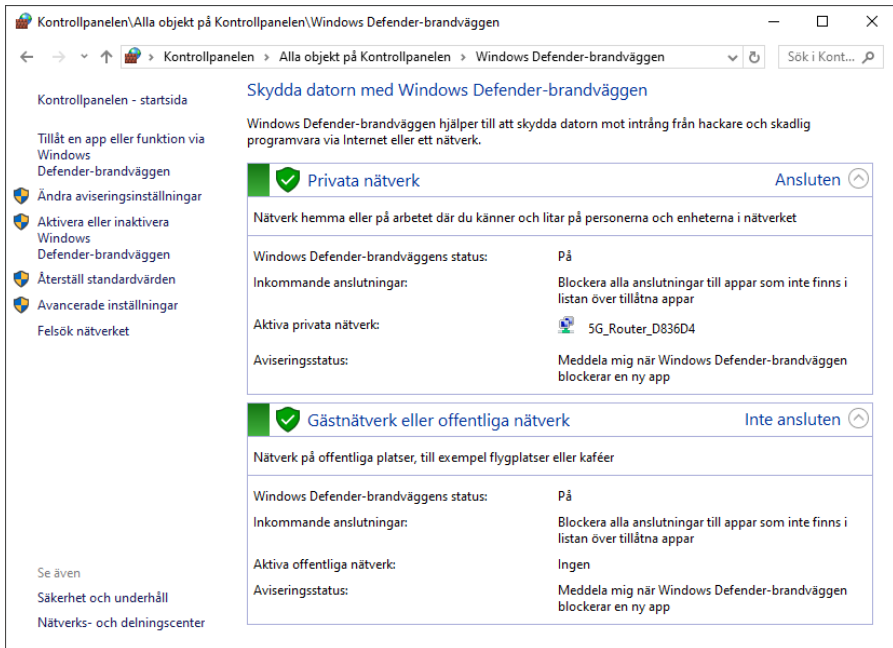 Kontrollpanelen\Alla objekt på Kontrollpanelen\Windows Defender-brandväggen
Kontrollpanelen > Alla objekt på Kontrollpanelen > Windows Defender-brandväggen
Sök i Kont...
Kontrollpanelen - startsida
Tillåt en app eller funktion via
Windows
Defender-brandväggen
Ändra aviseringsinställningar
Aktivera eller inaktivera
Windows
Defender-brandväggen
Återställ standardvärden
Avancerade inställningar
Felsök nätverket
Se även
Säkerhet och underhåll
Nätverks- och delningscenter
Skydda datorn med Windows Defender-brandväggen
Windows Defender-brandväggen hjälper till att skydda datorn mot intrång från hackare och skadlig
programvara via Internet eller ett nätverk.
Privata nätverk Ansluten
Nätverk hemma eller på arbetet där du känner och litar på personerna och enheterna i nätverket
Windows Defender-brandväggens status: På
Inkommande anslutningar: Blockera alla anslutningar till appar som inte finns i
listan över tillåtna appar
Aktiva privata nätverk: 5G_Router_D836D4
Aviseringsstatus: Meddela mig när Windows Defender-brandväggen
blockerar en ny app
Gästnätverk eller offentliga nätverk Inte ansluten
Nätverk på offentliga platser, till exempel flygplatser eller kaféer
Windows Defender-brandväggens status: På
Inkommande anslutningar: Blockera alla anslutningar till appar som inte finns i
listan över tillåtna appar
Aktiva offentliga nätverk: Ingen
Aviseringsstatus: Meddela mig när Windows Defender-brandväggen
blockerar en ny app